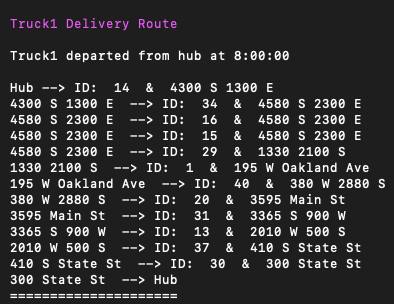 Truck1 Delivery Route
Truck1 departed from hub at 8:00:00
Hub --> ID:  14  &  4300 S 1300 E
4300 S 1300 E  --> ID:  34  &  4580 S 2300 E
4580 S 2300 E  --> ID:  16  &  4580 S 2300 E
4580 S 2300 E  --> ID:  15  &  4580 S 2300 E
4580 S 2300 E  --> ID:  29  &  1330 2100 S
1330 2100 S  --> ID:  1  &  195 W Oakland Ave
195 W Oakland Ave  --> ID:  40  &  380 W 2880 S
380 W 2880 S  --> ID:  20  &  3595 Main St
3595 Main St  --> ID:  31  &  3365 S 900 W
3365 S 900 W  --> ID:  13  &  2010 W 500 S
2010 W 500 S  --> ID:  37  &  410 S State St
410 S State St  --> ID:  30  &  300 State St
300 State St  --> Hub
======================